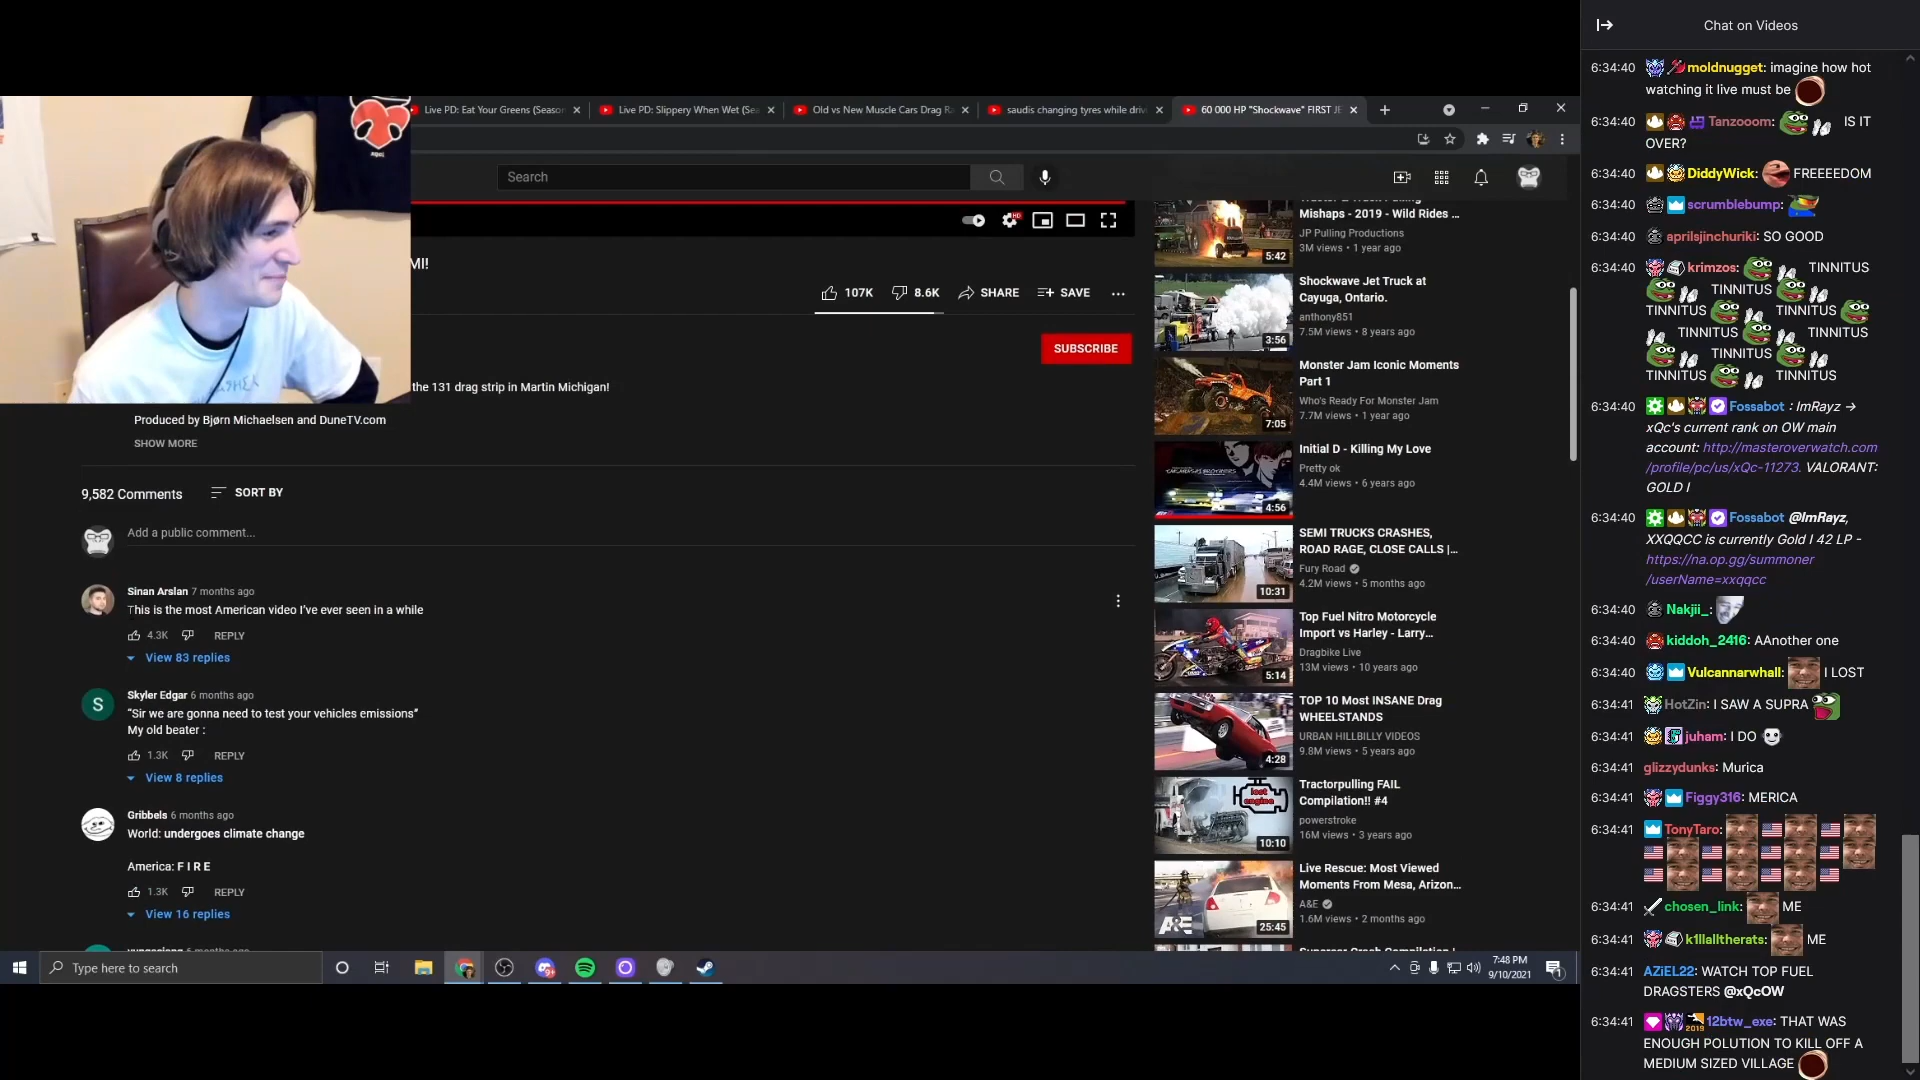 Live PD: Eat Your Greens (Season
Live PD: Slippery When Wet (Sea
Old vs New Muscle Cars Drag Ra
saudis changing tyres while driv
60 000 HP "Shockwave" FIRST JE
Search
MI!
107K
8.6K
SHARE
SAVE
SUBSCRIBE
the 131 drag strip in Martin Michigan!
Produced by Bjørn Michaelsen and DuneTV.com
SHOW MORE
9,582 Comments
SORT BY
Add a public comment...
Sinan Arslan 7 months ago
This is the most American video I've ever seen in a while
4.3K REPLY
View 83 replies
S
Skyler Edgar 6 months ago
“Sir we are gonna need to test your vehicles emissions”
My old beater :
1.3K REPLY
View 8 replies
Gribbels 6 months ago
World: undergoes climate change
America: F I R E
1.3K REPLY
View 16 replies
Mishaps - 2019 - Wild Rides ...
JP Pulling Productions
3M views • 1 year ago
5:42
Shockwave Jet Truck at
Cayuga, Ontario.
anthony851
7.5M views • 8 years ago
3:56
Monster Jam Iconic Moments
Part 1
Who's Ready For Monster Jam
7.7M views • 1 year ago
7:05
Initial D - Killing My Love
Pretty ok
4.4M views • 6 years ago
4:56
SEMI TRUCKS CRASHES,
ROAD RAGE, CLOSE CALLS |...
Fury Road
4.2M views • 5 months ago
10:31
Top Fuel Nitro Motorcycle
Import vs Harley - Larry...
Dragbike Live
13M views • 10 years ago
5:14
TOP 10 Most INSANE Drag
WHEELSTANDS
URBAN HILLBILLY VIDEOS
9.8M views • 5 years ago
4:28
Tractorpulling FAIL
Compilation!! #4
powerstroke
16M views • 3 years ago
lost
engine
10:10
Live Rescue: Most Viewed
Moments From Mesa, Arizon...
A&E
1.6M views • 2 months ago
A&E
25:45
Type here to search
7:48 PM
9/10/2021
1
Chat on Videos
6:34:40 moldnugget: imagine how hot
watching it live must be
6:34:40 Tanzooom: IS IT
OVER?
6:34:40 DiddyWick: FREEEEDOM
6:34:40 scrumblebump:
6:34:40 aprilsjinchuriki: SO GOOD
6:34:40 krimzos: TINNITUS
TINNITUS TINNITUS
TINNITUS TINNITUS
TINNITUS TINNITUS
TINNITUS
TINNITUS TINNITUS
6:34:40 Fossabot : ImRayz →
xQc's current rank on OW main
account: http://masteroverwatch.com
/profile/pc/us/xQc-11273. VALORANT:
GOLD I
6:34:40 Fossabot @ImRayz,
XXQQCC is currently Gold I 42 LP -
https://na.op.gg/summoner
/userName=xxqqcc
6:34:40 Nakjii_:
6:34:40 kiddoh_2416: AAnother one
6:34:40 Vulcannarwhall: I LOST
6:34:41 HotZin: I SAW A SUPRA
6:34:41 juham: I DO
6:34:41 glizzydunks: Murica
6:34:41 Figgy316: MERICA
6:34:41 TonyTaro:
6:34:41 chosen_link: ME
6:34:41 k1llalltherats: ME
6:34:41 AZiEL22: WATCH TOP FUEL
DRAGSTERS @xQcOW
6:34:41 2019 12btw_exe: THAT WAS
ENOUGH POLUTION TO KILL OFF A
MEDIUM SIZED VILLAGE